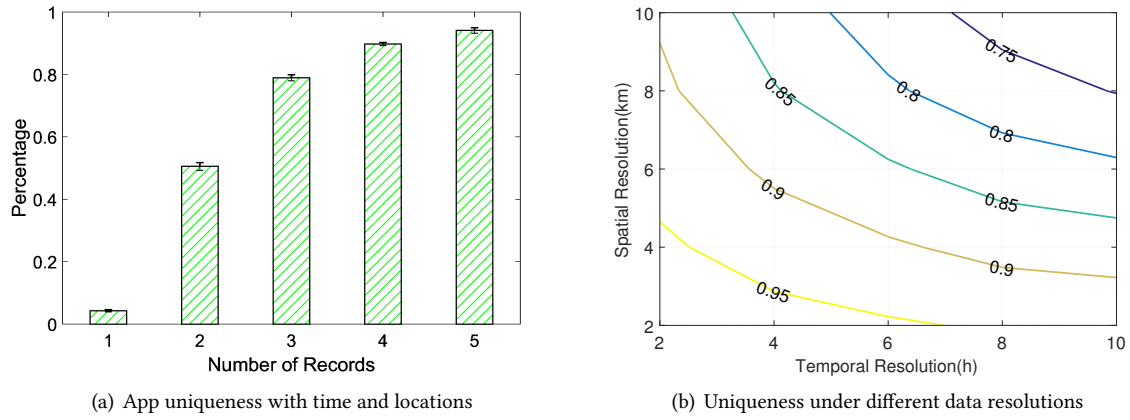 1
0.8
0.6
0.4
0.2
0
Percentage
1 2 3 4 5
Number of Records
(a) App uniqueness with time and locations
10
8
6
4
2
Spatial Resolution(km)
0.75
0.8
0.8
0.85
0.85
0.9
0.9
0.95
2 4 6 8 10
Temporal Resolution(h)
(b) Uniqueness under different data resolutions